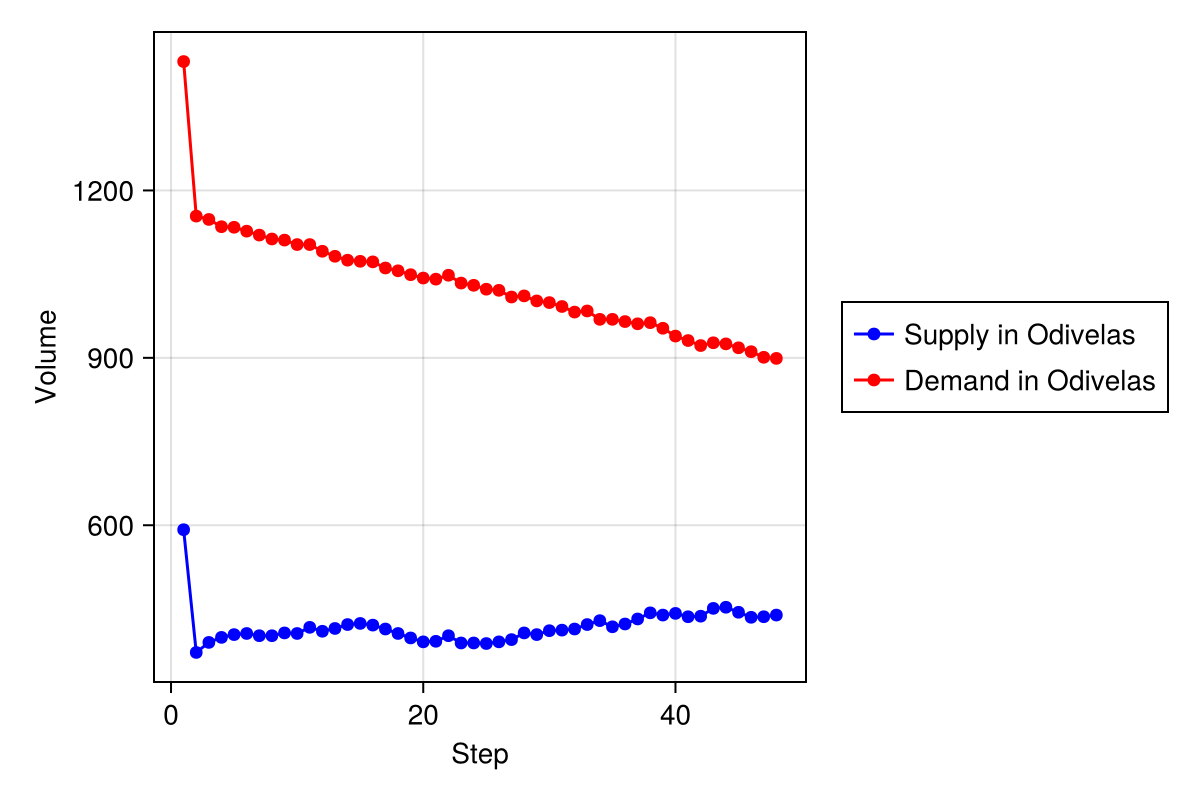 1200
900
600
Volume
0
20
40
Step
Supply in Odivelas
Demand in Odivelas